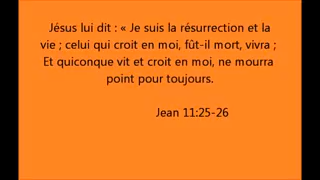 Jésus lui dit : « Je suis la résurrection et la
vie ; celui qui croit en moi, fût-il mort, vivra ;
Et quiconque vit et croit en moi, ne mourra
point pour toujours.
Jean 11:25-26